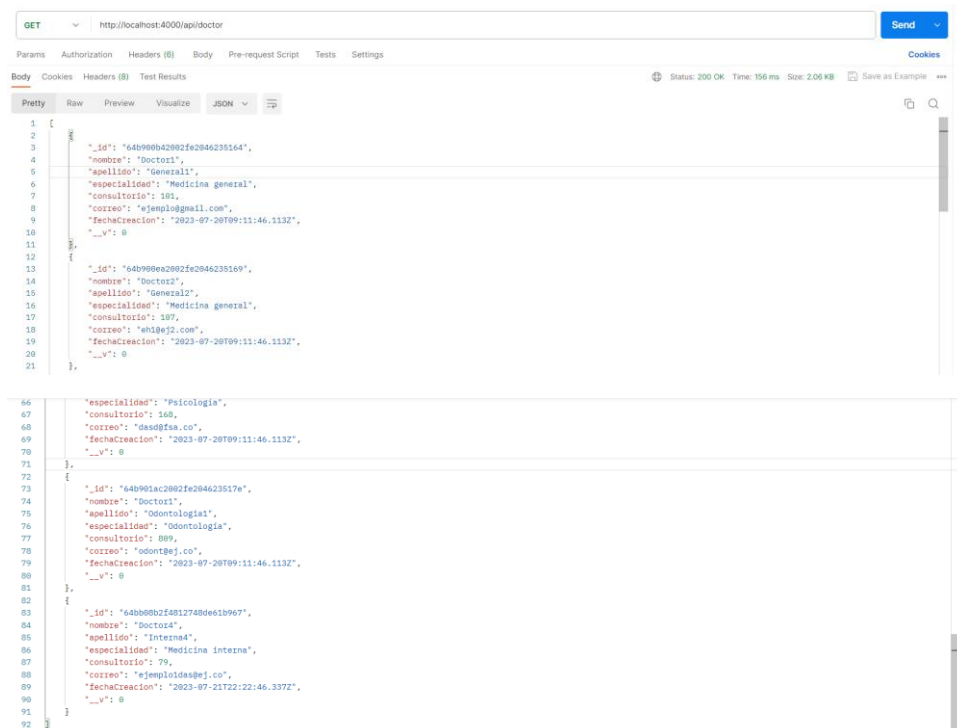 GET http://localhost:4000/api/doctor Send
Params Authorization Headers (6) Body Pre-request Script Tests Settings Cookies
Body Cookies Headers (8) Test Results Status: 200 OK Time: 156 ms Size: 2.06 KB Save as Example
Pretty Raw Preview Visualize JSON
1 [
2 {
3 "_id": "64b900b42002fe2046235164",
4 "nombre": "Doctor1",
5 "apellido": "General1",
6 "especialidad": "Medicina general",
7 "consultorio": 101,
8 "correo": "ejemplo@gmail.com",
9 "fechaCreacion": "2023-07-20T09:11:46.113Z",
10 "__v": 0
11 },
12 {
13 "_id": "64b900ea2002fe2046235169",
14 "nombre": "Doctor2",
15 "apellido": "General2",
16 "especialidad": "Medicina general",
17 "consultorio": 107,
18 "correo": "eh1@ej2.com",
19 "fechaCreacion": "2023-07-20T09:11:46.113Z",
20 "__v": 0
21 },
66 "especialidad": "Psicología",
67 "consultorio": 168,
68 "correo": "dasd@fsa.co",
69 "fechaCreacion": "2023-07-20T09:11:46.113Z",
70 "__v": 0
71 },
72 {
73 "_id": "64b901ac2002fe204623517e",
74 "nombre": "Doctor1",
75 "apellido": "Odontología1",
76 "especialidad": "Odontología",
77 "consultorio": 809,
78 "correo": "odont@ej.co",
79 "fechaCreacion": "2023-07-20T09:11:46.113Z",
80 "__v": 0
81 },
82 {
83 "_id": "64bb08b2f4812748de61b967",
84 "nombre": "Doctor4",
85 "apellido": "Interna4",
86 "especialidad": "Medicina interna",
87 "consultorio": 79,
88 "correo": "ejemplo1das@ej.co",
89 "fechaCreacion": "2023-07-21T22:22:46.337Z",
90 "__v": 0
91 }
92 ]